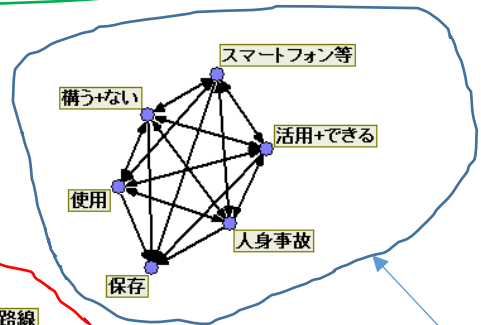 スマートフォン等
構う+ない
活用+できる
使用
人身事故
保存
路線